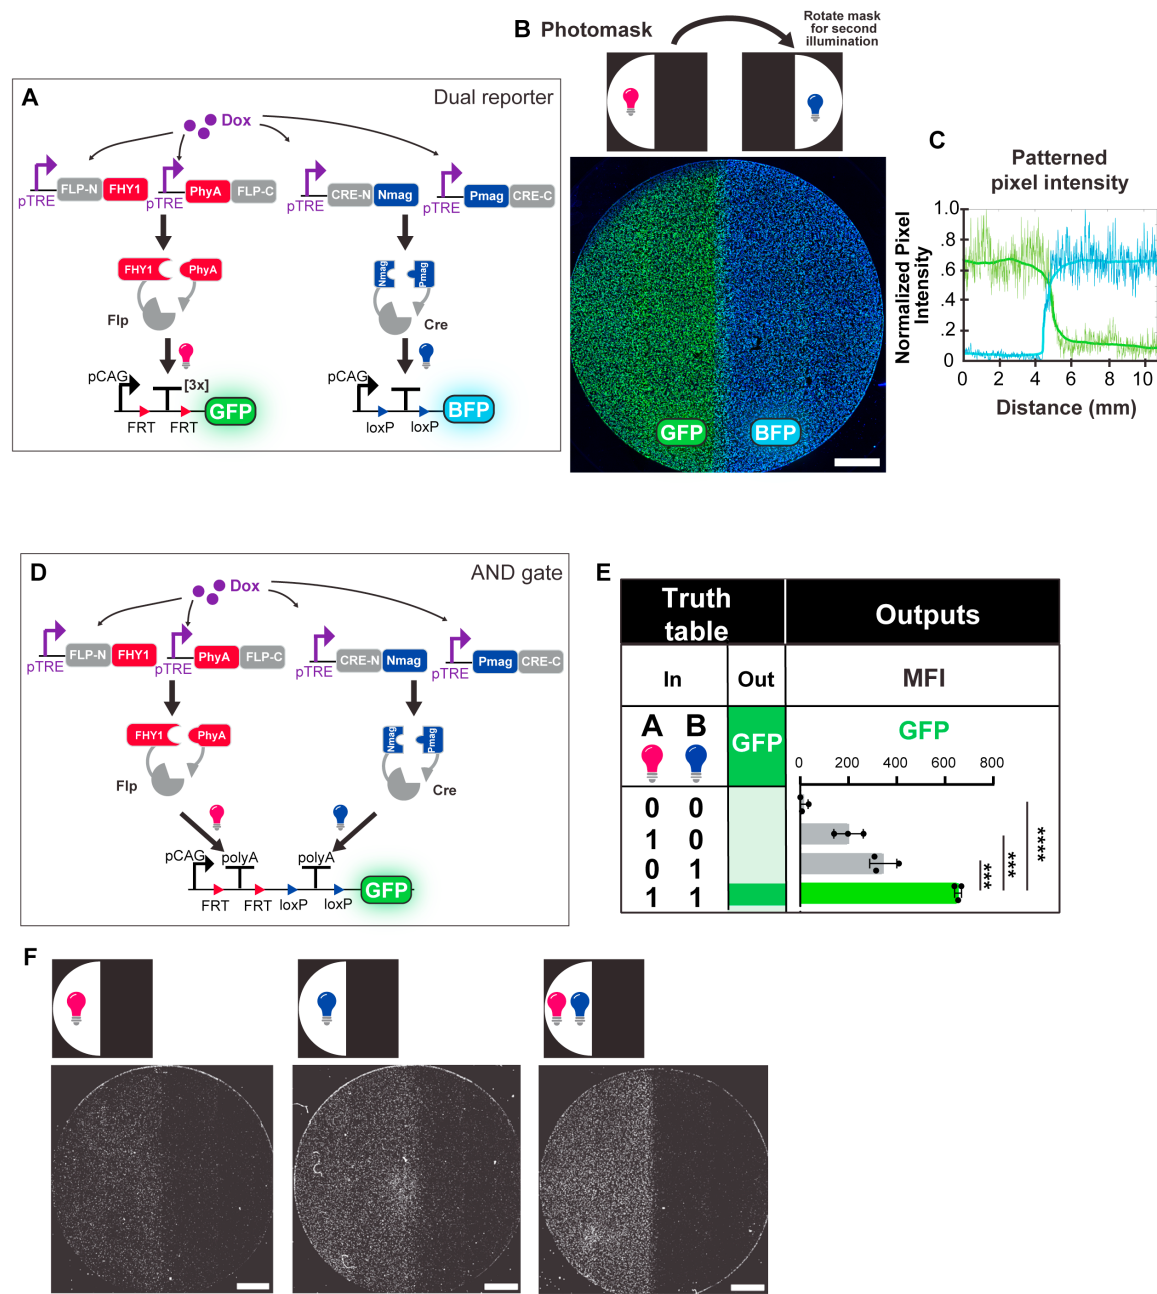 A
Dual reporter
Dox
FLP-N FHY1 PhyA FLP-C CRE-N Nmag Pmag CRE-C
pTRE pTRE pTRE pTRE
FHY1 PhyA Nmag Pmag
Flp Cre
pCAG [3x] pCAG
GFP BFP
FRT FRT loxP loxP
B Photomask
Rotate mask
for second
illumination
GFP BFP
C
Patterned
pixel intensity
Normalized Pixel
Intensity
1.0
.8
.6
.4
.2
0
0 2 4 6 8 10
Distance (mm)
D
AND gate
Dox
FLP-N FHY1 PhyA FLP-C CRE-N Nmag Pmag CRE-C
pTRE pTRE pTRE pTRE
FHY1 PhyA Nmag Pmag
Flp Cre
pCAG polyA polyA
GFP
FRT FRT loxP loxP
E
Truth
table
Outputs
In Out MFI
A B GFP GFP
0 200 400 600 800
0 0
1 0
0 1
1 1
*** *** ****
F